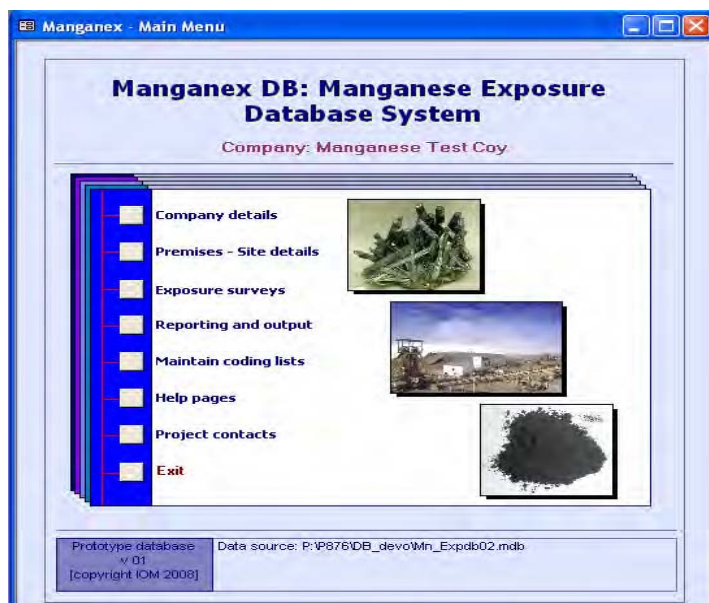 Manganex - Main Menu
Manganex DB: Manganese Exposure
Database System
Company: Manganese Test Coy
Company details
Premises - Site details
Exposure surveys
Reporting and output
Maintain coding lists
Help pages
Project contacts
Exit
Prototype database
v 01
[copyright IOM 2008]
Data source: P:\P876\DB_devo\Mn_Expdb02.mdb